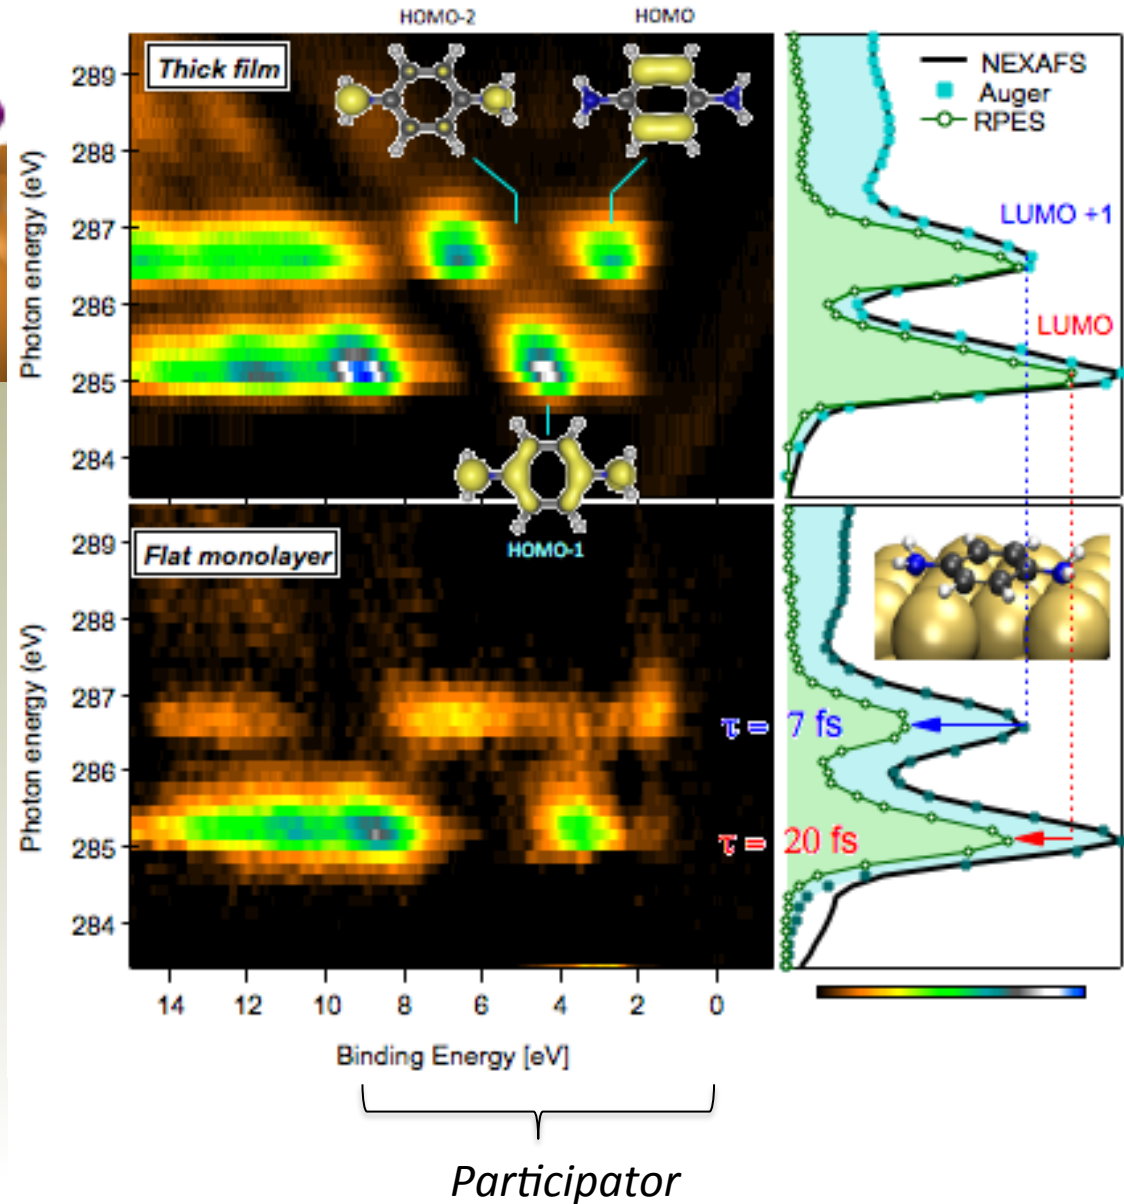 HOMO-2 HOMO
Thick film
289
288
287
286
285
284
Photon energy (eV)
NEXAFS
Auger
RPES
LUMO +1
LUMO
HOMO-1
Flat monolayer
289
288
287
286
285
284
Photon energy (eV)
τ = 7 fs
τ = 20 fs
14 12 10 8 6 4 2 0
Binding Energy [eV]
Participator